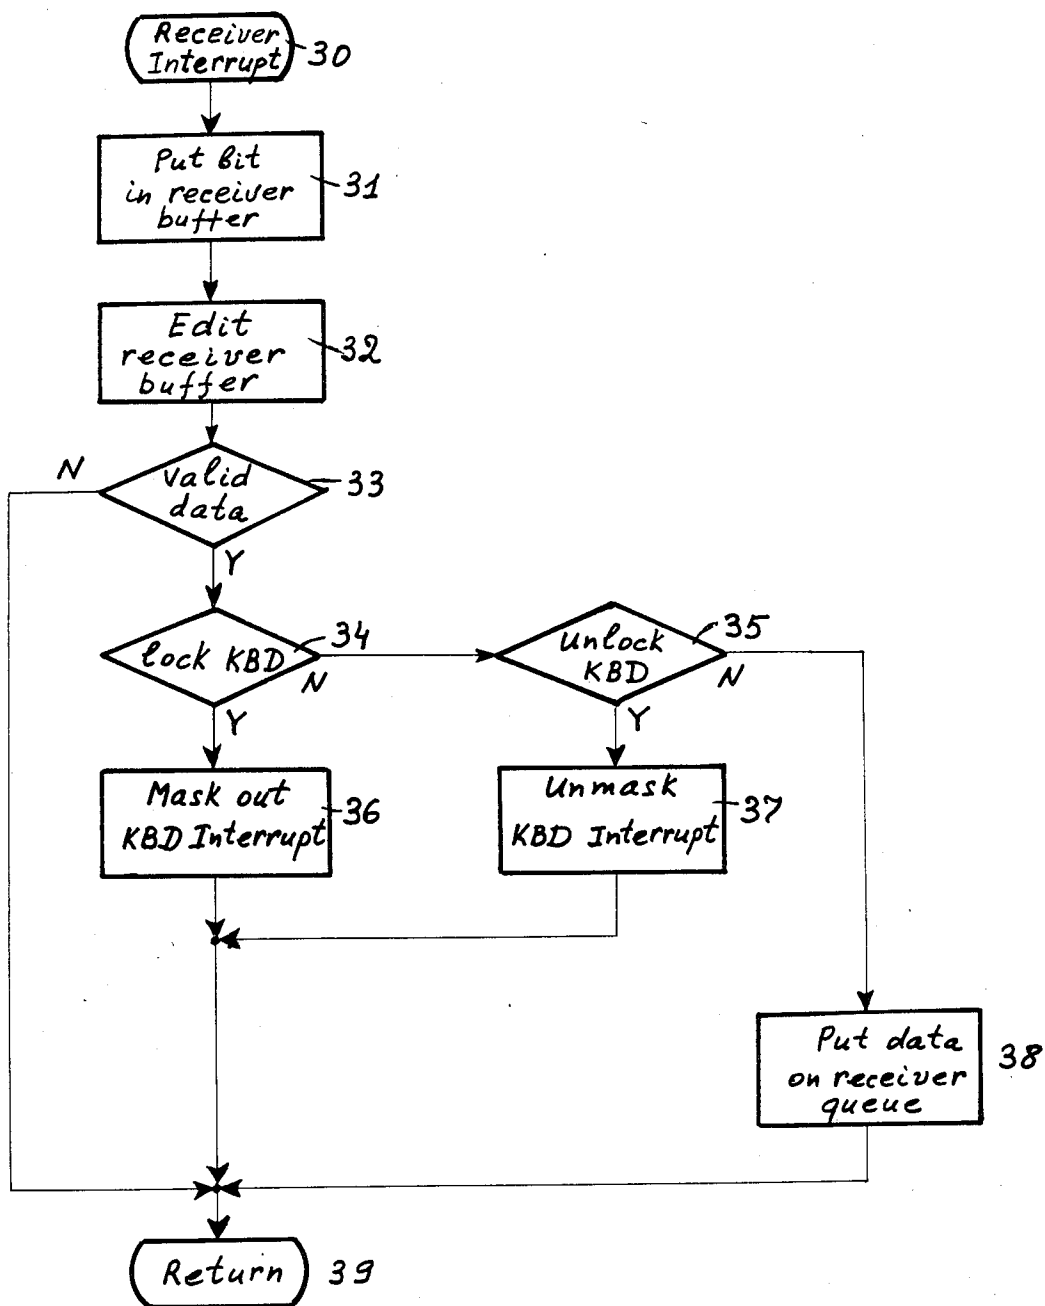 Receiver
Interrupt
30
Put bit
in receiver
buffer
31
Edit
receiver
buffer
32
N
Valid
data
33
Y
lock KBD
34
N
Unlock
KBD
35
N
Y
Y
Mask out
KBD Interrupt
36
Unmask
KBD Interrupt
37
Put data
on receiver
queue
38
Return
39